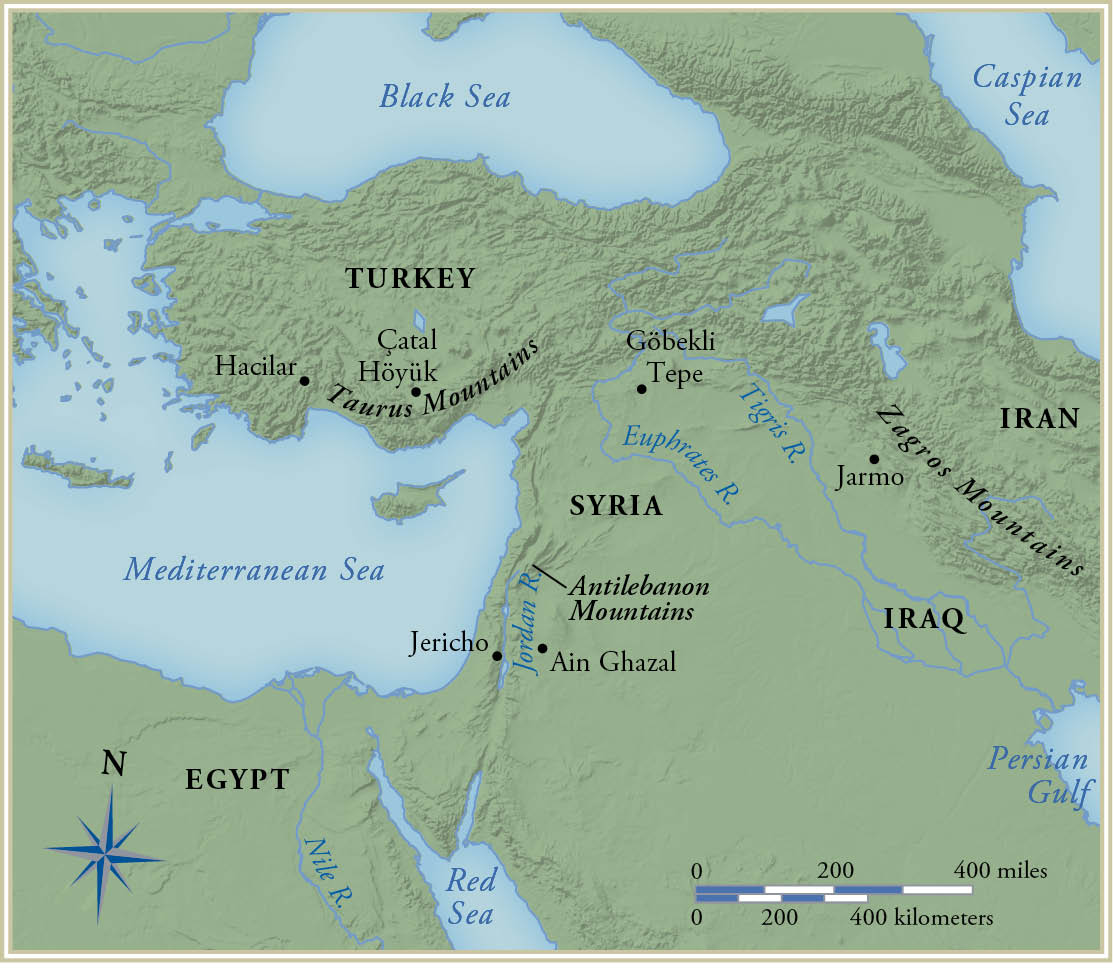 Caspian
Sea
Black Sea
TURKEY
Çatal
Höyük
Hacilar
Taurus Mountains
Göbekli
Tepe
Tigris R.
Euphrates R.
Zagros Mountains
IRAN
Jarmo
SYRIA
Mediterranean Sea
Antilebanon
Mountains
Jordan R.
IRAQ
Jericho
Ain Ghazal
N
EGYPT
Nile R.
Red
Sea
Persian
Gulf
0 200 400 miles
0 200 400 kilometers